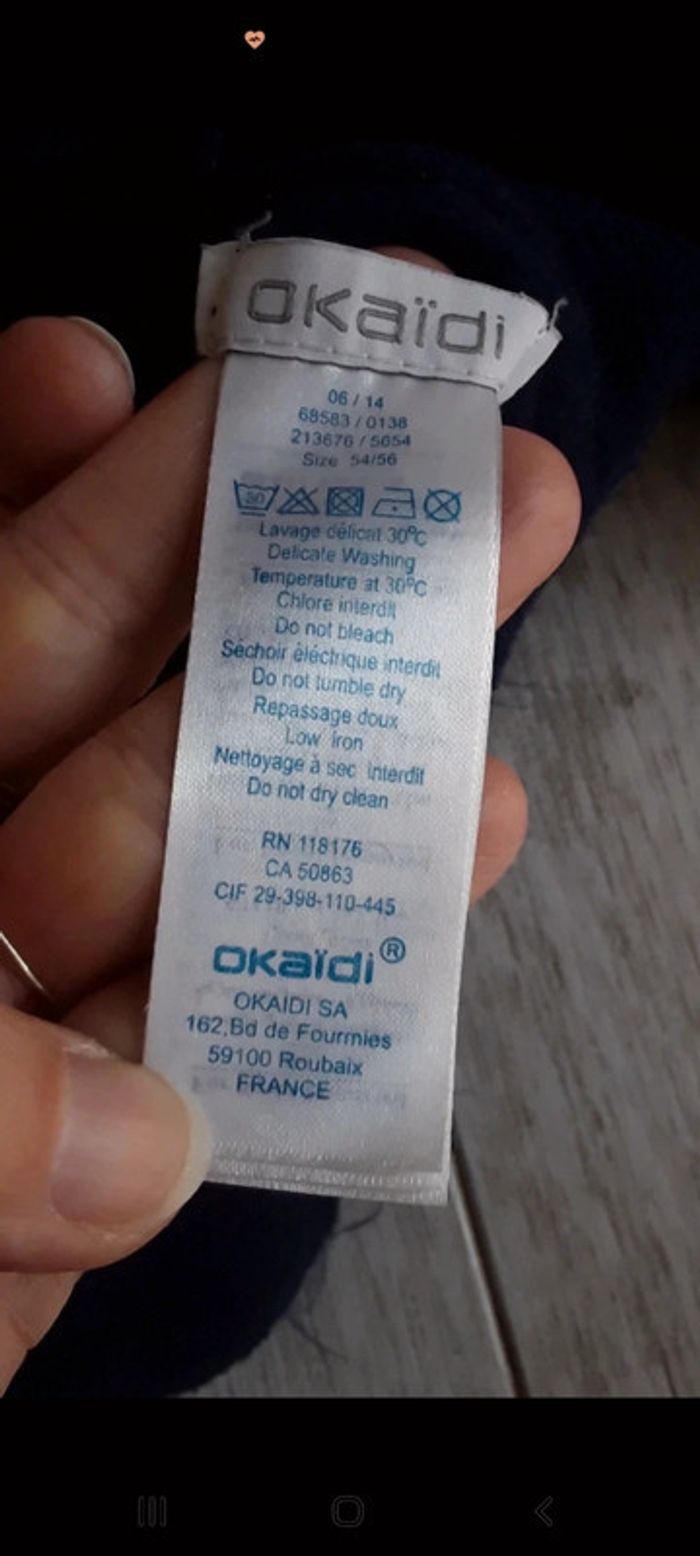 OKaïdi
06 / 14
68583 / 0138
213676 / 5054
Size 54/56
30
Lavage délicat 30°C
Delicate Washing
Temperature at 30°C
Chlore interdit
Do not bleach
Séchoir éléctrique interdit
Do not tumble dry
Repassage doux
Low iron
Nettoyage à sec interdit
Do not dry clean
RN 118176
CA 50863
CIF 29-398-110-445
OKaïdi®
OKAIDI SA
162,Bd de Fourmies
59100 Roubaix
FRANCE